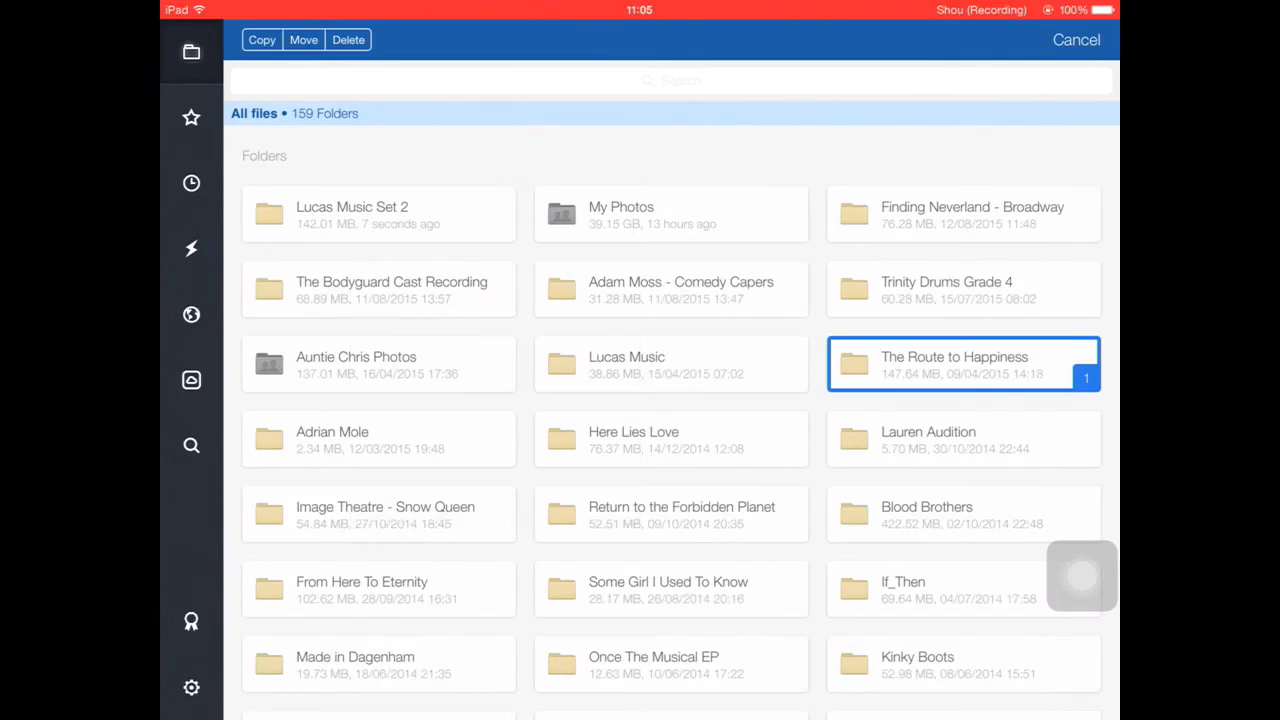 iPad 11:05 Shou (Recording) 100%
Copy Move Delete Cancel
Search
All files • 159 Folders
Folders
Lucas Music Set 2
142.01 MB, 7 seconds ago
My Photos
39.15 GB, 13 hours ago
Finding Neverland - Broadway
76.28 MB, 12/08/2015 11:48
The Bodyguard Cast Recording
68.89 MB, 11/08/2015 13:57
Adam Moss - Comedy Capers
31.28 MB, 11/08/2015 13:47
Trinity Drums Grade 4
60.28 MB, 15/07/2015 08:02
Auntie Chris Photos
137.01 MB, 16/04/2015 17:36
Lucas Music
38.86 MB, 15/04/2015 07:02
The Route to Happiness
147.64 MB, 09/04/2015 14:18
1
Adrian Mole
2.34 MB, 12/03/2015 19:48
Here Lies Love
76.37 MB, 14/12/2014 12:08
Lauren Audition
5.70 MB, 30/10/2014 22:44
Image Theatre - Snow Queen
54.84 MB, 27/10/2014 18:45
Return to the Forbidden Planet
52.51 MB, 09/10/2014 20:35
Blood Brothers
422.52 MB, 02/10/2014 22:48
From Here To Eternity
102.62 MB, 28/09/2014 16:31
Some Girl I Used To Know
28.17 MB, 26/08/2014 20:16
If_Then
69.64 MB, 04/07/2014 17:58
Made in Dagenham
19.73 MB, 18/06/2014 21:35
Once The Musical EP
12.63 MB, 10/06/2014 17:22
Kinky Boots
52.98 MB, 08/06/2014 15:51